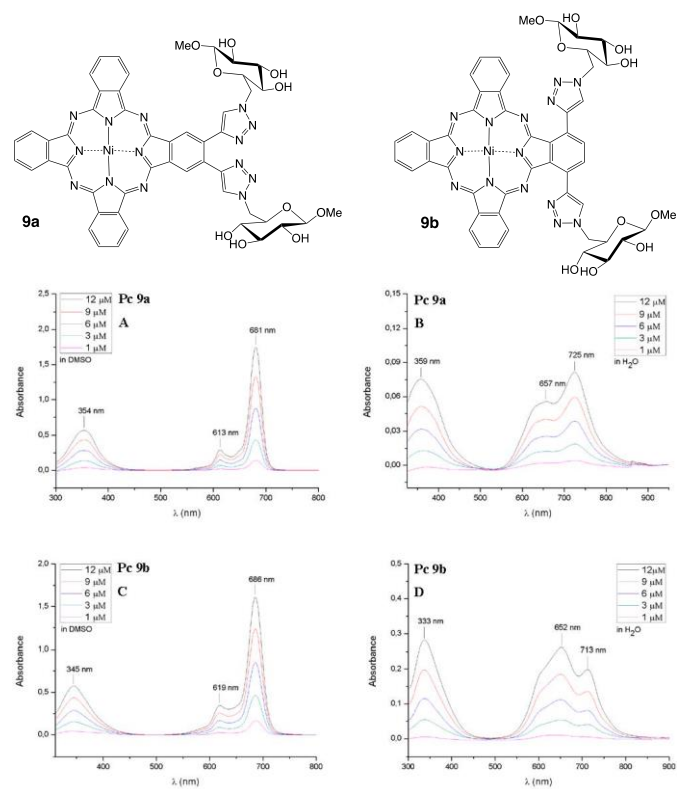 HO
MeO
OH
O
OH
N
N
N
N
N
N
N
N
Ni
N
N
N
N
N
N
N
N
O
OMe
HO
HO
OH
9a
HO
MeO
OH
O
OH
N
N
N
N
N
N
N
N
Ni
N
N
N
N
N
N
N
N
O
OMe
OH
HO
HO
9b
Pc 9a
A
12 µM
9 µM
6 µM
3 µM
1 µM
in DMSO
681 nm
354 nm
613 nm
2,5
2,0
1,5
1,0
0,5
0,0
Absorbance
300 400 500 600 700 800
λ (nm)
Pc 9a
B
12 µM
9 µM
6 µM
3 µM
1 µM
in H2O
359 nm
657 nm
725 nm
0,15
0,12
0,09
0,06
0,03
0,00
Absorbance
400 500 600 700 800 900
λ (nm)
Pc 9b
C
12 µM
9 µM
6 µM
3 µM
1 µM
in DMSO
686 nm
345 nm
619 nm
2,0
1,5
1,0
0,5
0,0
Absorbance
400 500 600 700 800
λ (nm)
Pc 9b
D
12µM
9 µM
6 µM
3 µM
1 µM
in H2O
333 nm
652 nm
713 nm
0,5
0,4
0,3
0,2
0,1
0,0
Absorbance
300 400 500 600 700 800 900
λ (nm)